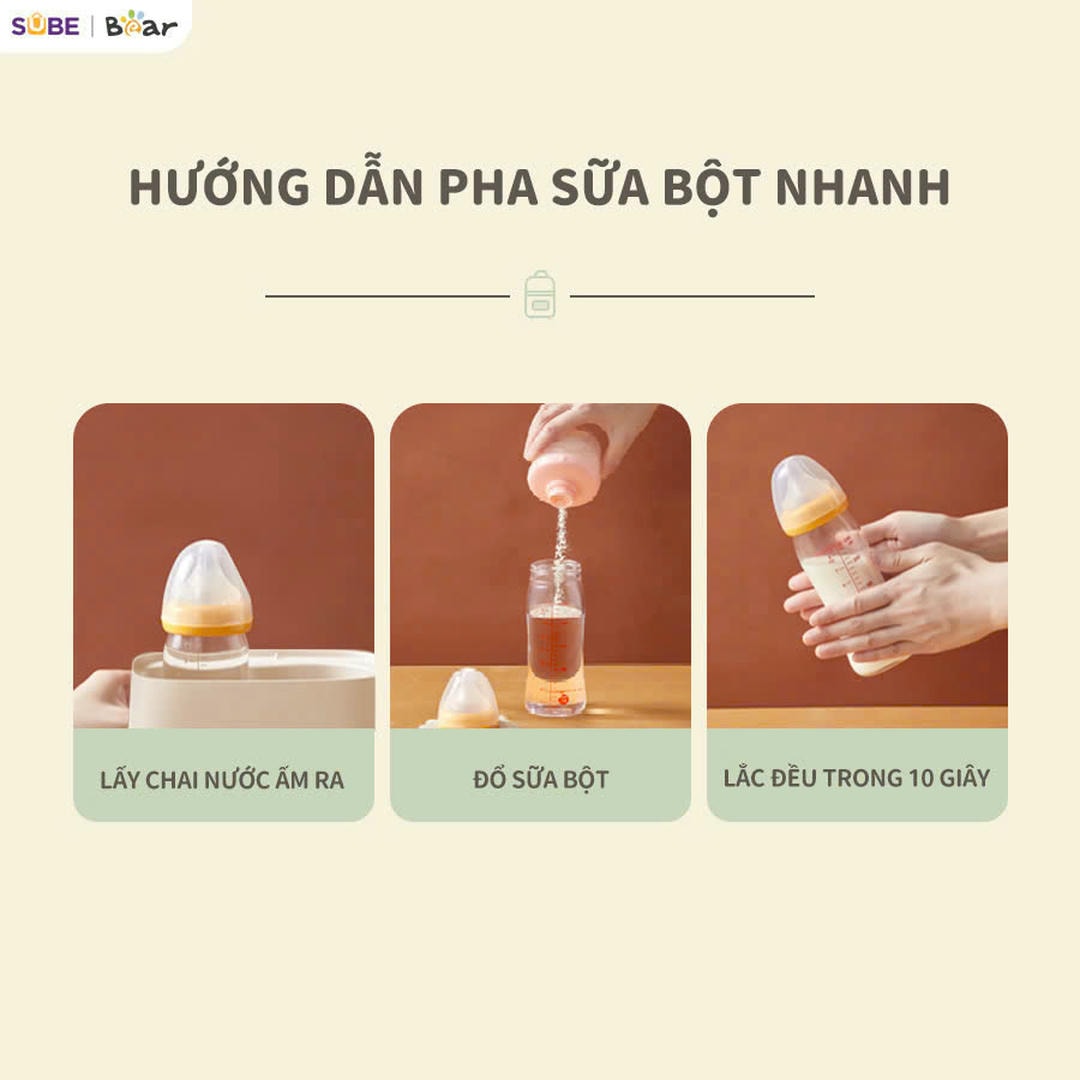 SUBE | Bear
HƯỚNG DẪN PHA SỮA BỘT NHANH
LẤY CHAI NƯỚC ẤM RA
ĐỔ SỮA BỘT
LẮC ĐỀU TRONG 10 GIÂY